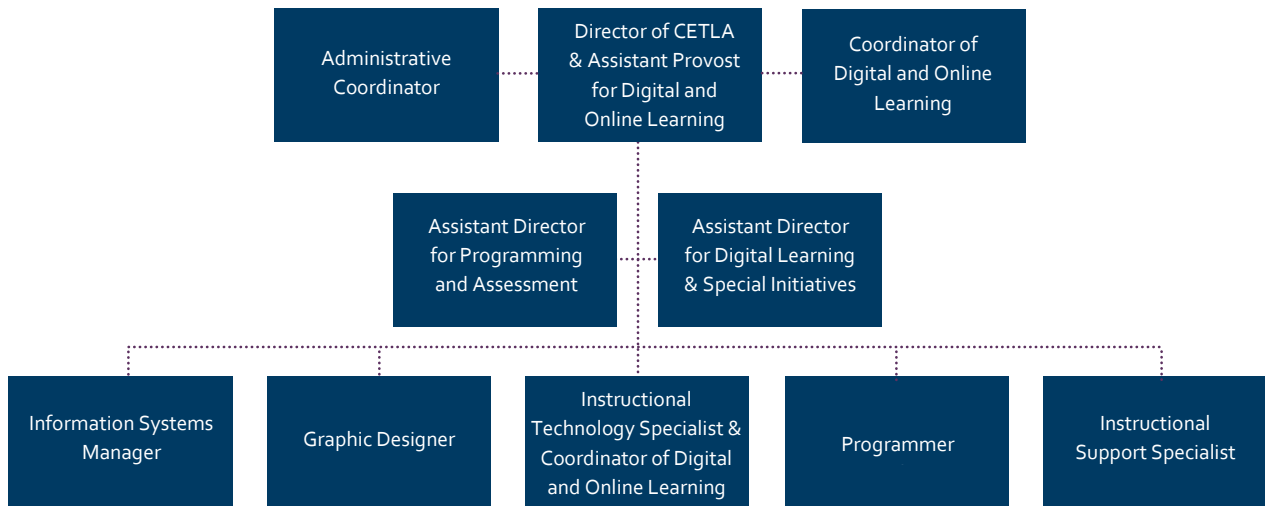 Administrative
Coordinator
Director of CETLA
& Assistant Provost
for Digital and
Online Learning
Coordinator of
Digital and Online
Learning
Assistant Director
for Programming
and Assessment
Assistant Director
for Digital Learning
& Special Initiatives
Information Systems
Manager
Graphic Designer
Instructional
Technology Specialist &
Coordinator of Digital
and Online Learning
Programmer
Instructional
Support Specialist